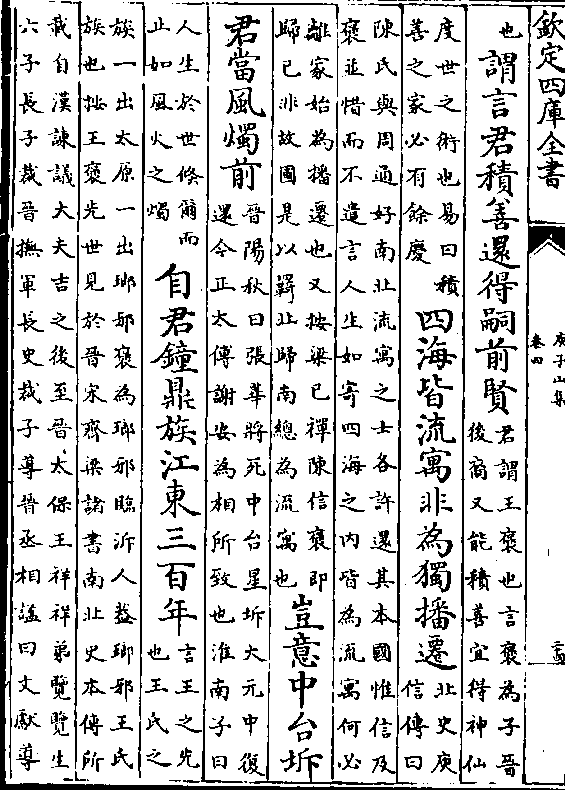 欽定四庫全書
庾子山集
卷四
也
謂言君積善還得嗣前賢
君謂王褒也言褒為子晉
後裔又能積善宜得神仙
度世之術也易曰積
善之家必有餘慶
四海皆流寓非為獨播遷
北史庾
信傳曰
陳氏與周通好南北流寓之士各許還其本國惟信及
褒並惜而不遣言人生如寄四海之内皆為流寓何必
離家始為播遷也又按梁已禪陳信褒即
歸已非故國是以羈北歸南總為流寓也
豈意中台坼
君當風燭前
晉陽秋曰張華將死中台星坼大元中復
還今正太傅謝安為相所致也淮南子曰
人生於世倏爾而
止如風火之燭
自君鐘鼎族江東三百年
言王之先
也王氏之
族一出太原一出瑯邪褒為瑯邪臨沂人蓋瑯邪王氏
族也按王褒先世見於晉宋齊梁諸書南北史本傳所
載自漢諫議大夫吉之後至晉太保王祥祥弟覽覽生
六子長子裁晉撫軍長史裁子導晉丞相諡曰文獻導